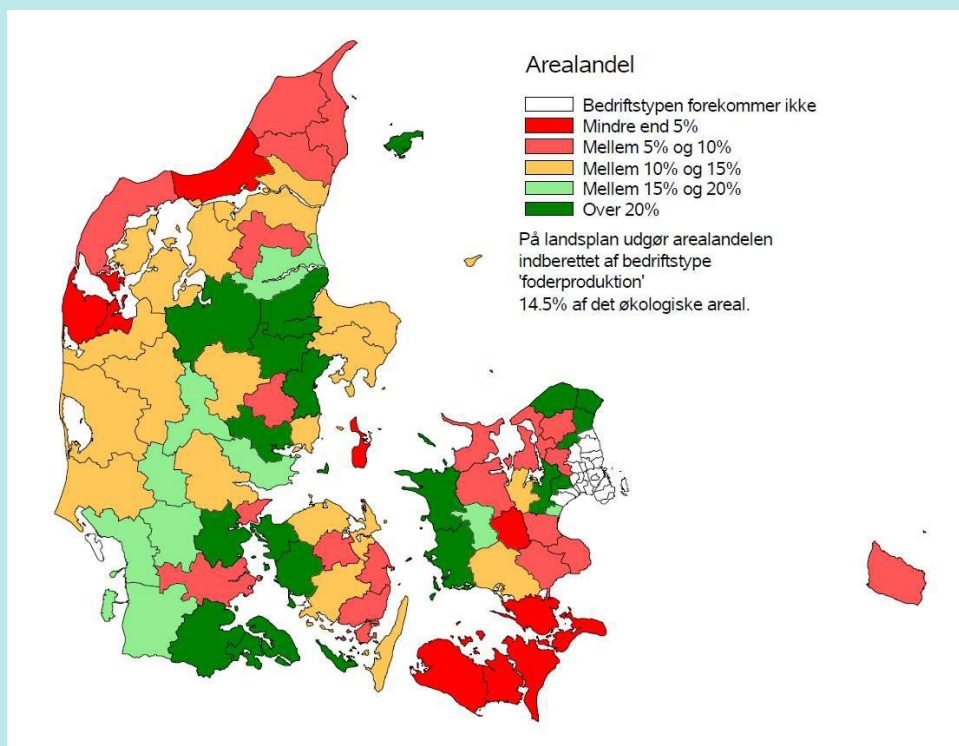 Arealandel
Bedriftstypen forekommer ikke
Mindre end 5%
Mellem 5% og 10%
Mellem 10% og 15%
Mellem 15% og 20%
Over 20%
På landsplan udgør arealandelen
indberettet af bedriftstype
'foderproduktion'
14.5% af det økologiske areal.